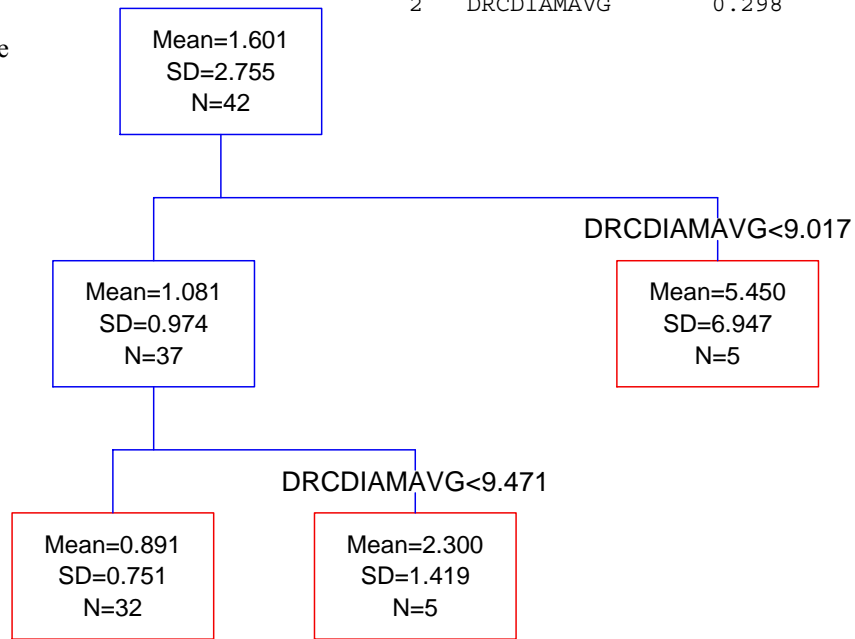 2 DRCDIAMAVG 0.298
e
Mean=1.601
SD=2.755
N=42
DRCDIAMAVG<9.017
Mean=1.081
SD=0.974
N=37
Mean=5.450
SD=6.947
N=5
DRCDIAMAVG<9.471
Mean=0.891
SD=0.751
N=32
Mean=2.300
SD=1.419
N=5